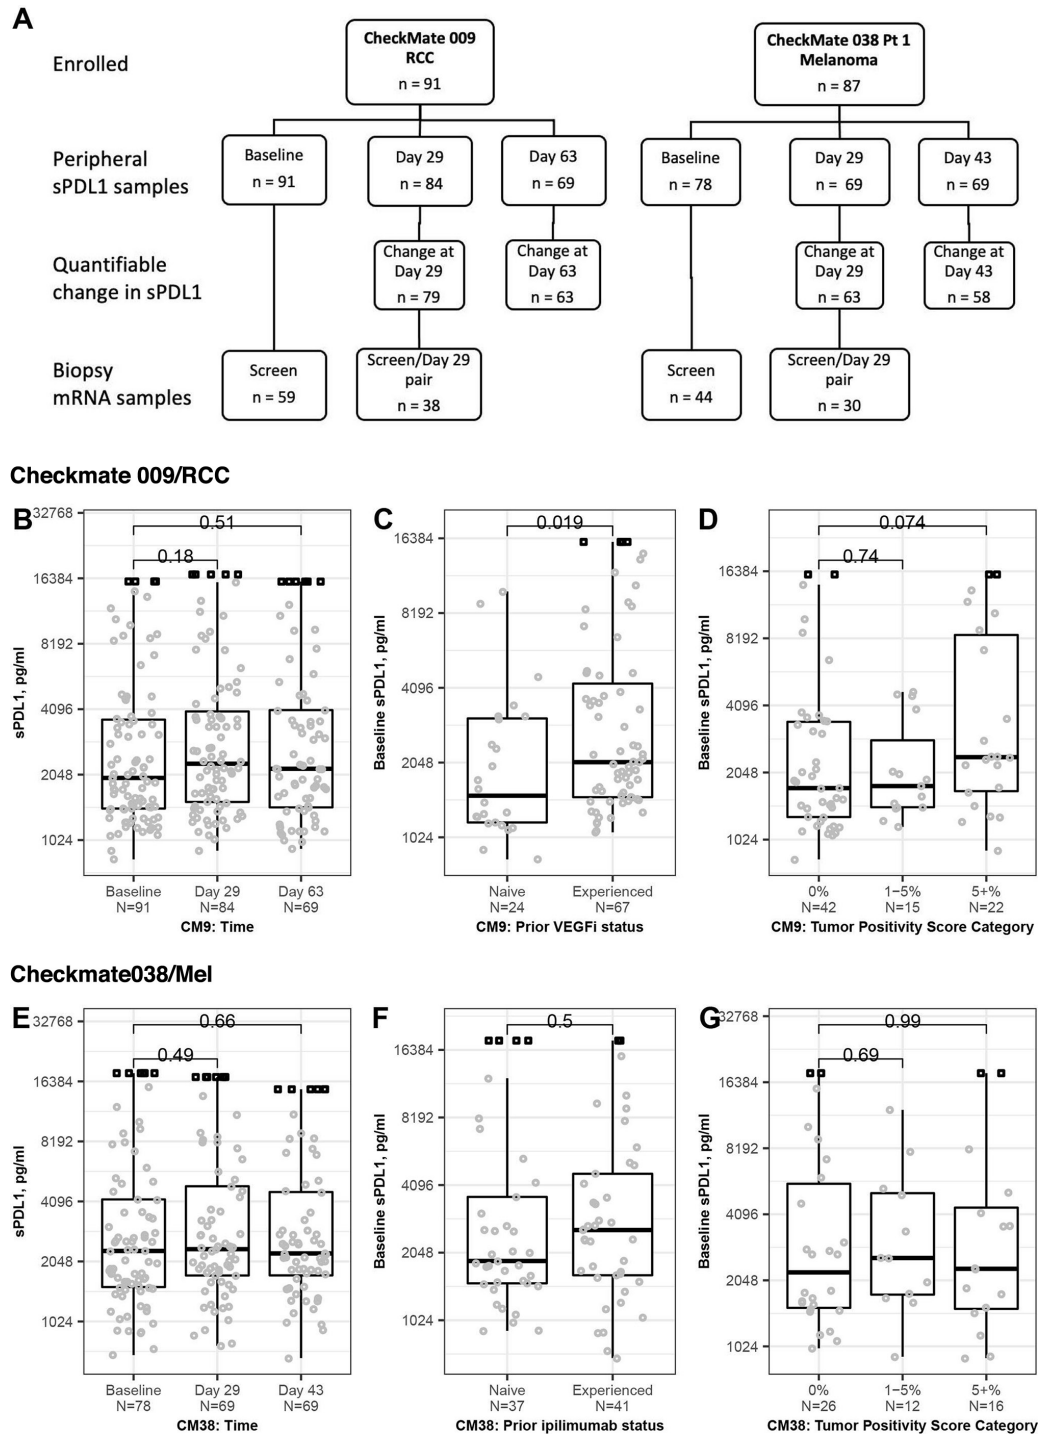 A
Enrolled
CheckMate 009
RCC
n = 91
CheckMate 038 Pt 1
Melanoma
n = 87
Peripheral
sPDL1 samples
Baseline
n = 91
Day 29
n = 84
Day 63
n = 69
Baseline
n = 78
Day 29
n = 69
Day 43
n = 69
Quantifiable
change in sPDL1
Change at
Day 29
n = 79
Change at
Day 63
n = 63
Change at
Day 29
n = 63
Change at
Day 43
n = 58
Biopsy
mRNA samples
Screen
n = 59
Screen/Day 29
pair
n = 38
Screen
n = 44
Screen/Day 29
pair
n = 30
Checkmate 009/RCC
B
sPDL1, pg/ml
32768
16384
8192
4096
2048
1024
0.51
0.18
Baseline
N=91
Day 29
N=84
Day 63
N=69
CM9: Time
C
Baseline sPDL1, pg/ml
16384
8192
4096
2048
1024
0.019
Naive
N=24
Experienced
N=67
CM9: Prior VEGFi status
D
Baseline sPDL1, pg/ml
16384
8192
4096
2048
1024
0.074
0.74
0%
N=42
1−5%
N=15
5+%
N=22
CM9: Tumor Positivity Score Category
Checkmate038/Mel
E
sPDL1, pg/ml
32768
16384
8192
4096
2048
1024
0.66
0.49
Baseline
N=78
Day 29
N=69
Day 43
N=69
CM38: Time
F
Baseline sPDL1, pg/ml
16384
8192
4096
2048
1024
0.5
Naive
N=37
Experienced
N=41
CM38: Prior ipilimumab status
G
Baseline sPDL1, pg/ml
32768
16384
8192
4096
2048
1024
0.99
0.69
0%
N=26
1−5%
N=12
5+%
N=16
CM38: Tumor Positivity Score Category